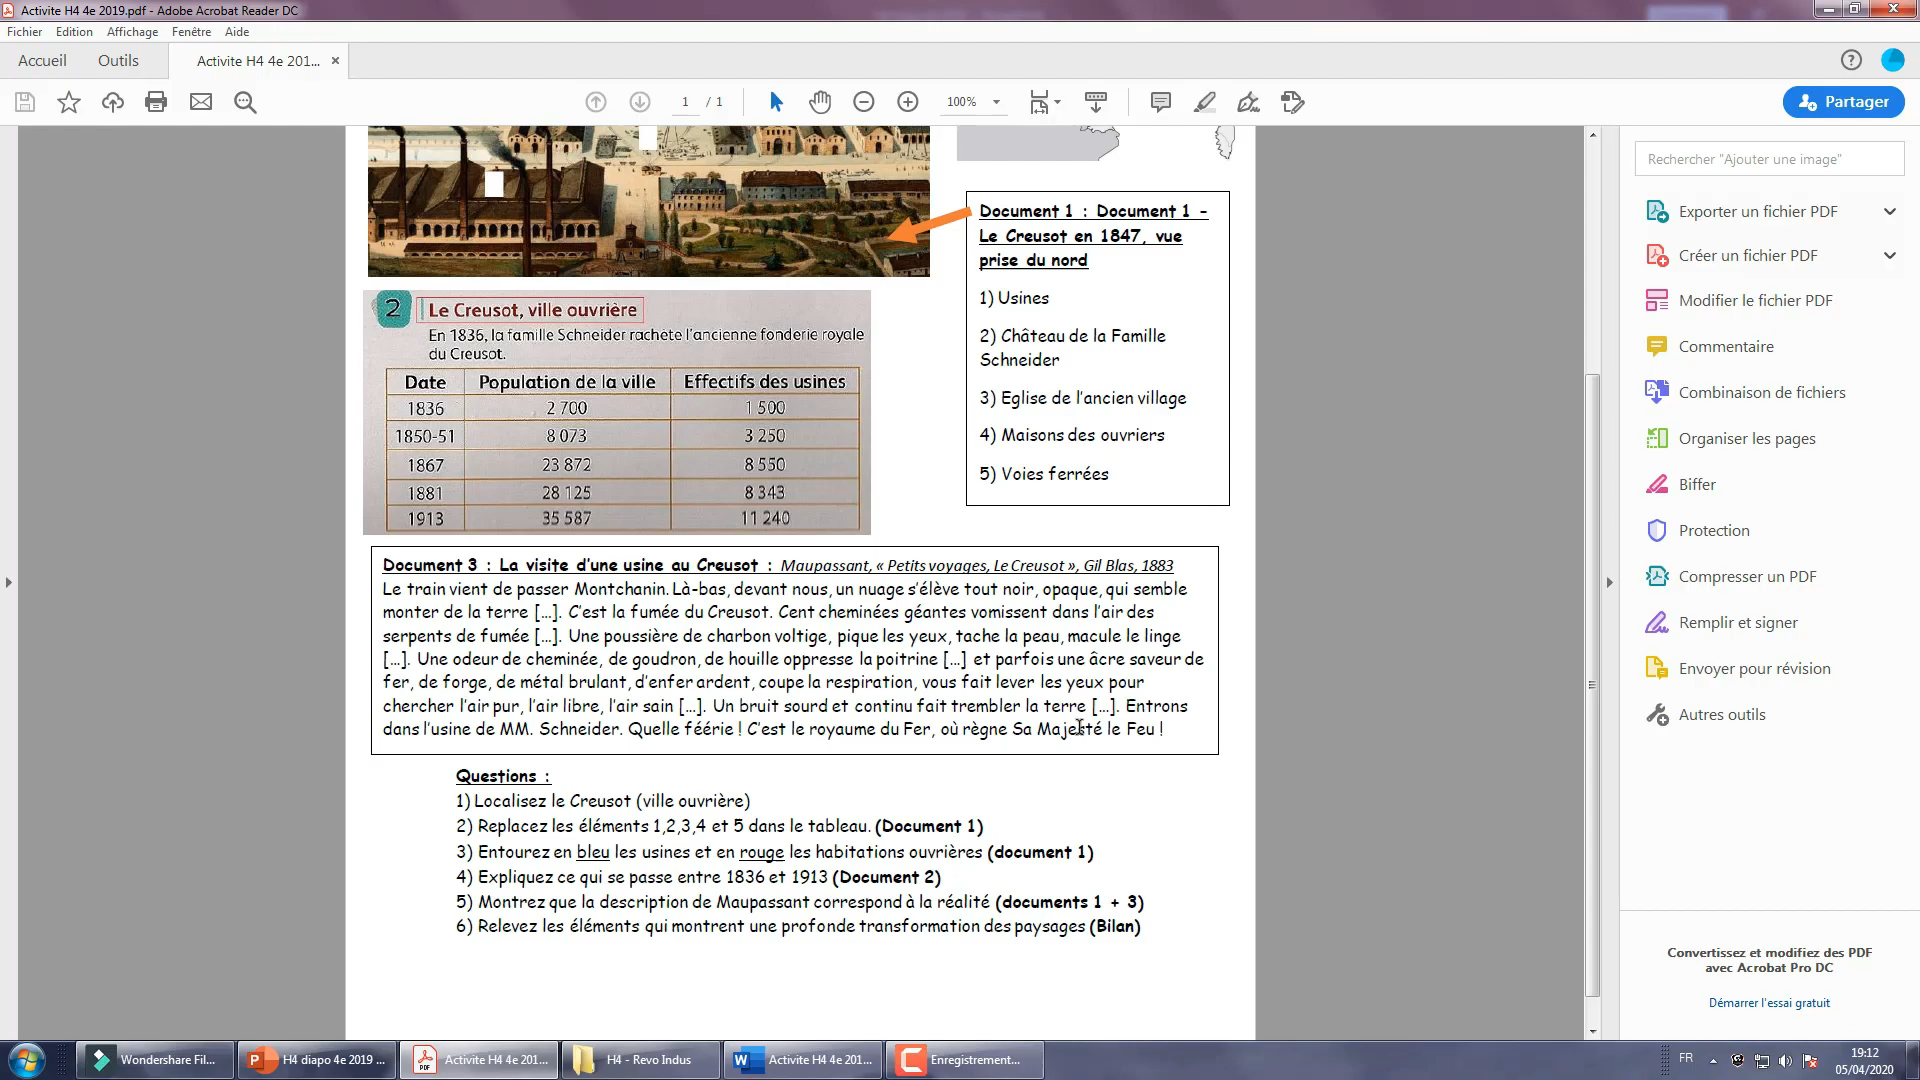 Activite H4 4e 2019.pdf - Adobe Acrobat Reader DC
Fichier Edition Affichage Fenêtre Aide
Accueil Outils Activite H4 4e 201... ×
1 / 1 100% Partager
Rechercher "Ajouter une image"
Exporter un fichier PDF
Créer un fichier PDF
Modifier le fichier PDF
Commentaire
Combinaison de fichiers
Organiser les pages
Biffer
Protection
Compresser un PDF
Remplir et signer
Envoyer pour révision
Autres outils
Convertissez et modifiez des PDF
avec Acrobat Pro DC
Démarrer l'essai gratuit
Document 1 : Document 1 -
Le Creusot en 1847, vue
prise du nord
1) Usines
2) Château de la Famille
Schneider
3) Eglise de l'ancien village
4) Maisons des ouvriers
5) Voies ferrées
2 Le Creusot, ville ouvrière
En 1836, la famille Schneider rachète l'ancienne fonderie royale
du Creusot.
Date Population de la ville Effectifs des usines
1836 2 700 1 500
1850-51 8 073 3 250
1867 23 872 8 550
1881 28 125 8 343
1913 35 587 11 240
Document 3 : La visite d'une usine au Creusot : Maupassant, « Petits voyages, Le Creusot », Gil Blas, 1883
Le train vient de passer Montchanin. Là-bas, devant nous, un nuage s'élève tout noir, opaque, qui semble
monter de la terre […]. C'est la fumée du Creusot. Cent cheminées géantes vomissent dans l'air des
serpents de fumée […]. Une poussière de charbon voltige, pique les yeux, tache la peau, macule le linge
[…]. Une odeur de cheminée, de goudron, de houille oppresse la poitrine […] et parfois une âcre saveur de
fer, de forge, de métal brulant, d'enfer ardent, coupe la respiration, vous fait lever les yeux pour
chercher l'air pur, l'air libre, l'air sain […]. Un bruit sourd et continu fait trembler la terre […]. Entrons
dans l'usine de MM. Schneider. Quelle féérie ! C'est le royaume du Fer, où règne Sa Majesté le Feu !
Questions :
1) Localisez le Creusot (ville ouvrière)
2) Replacez les éléments 1,2,3,4 et 5 dans le tableau. (Document 1)
3) Entourez en bleu les usines et en rouge les habitations ouvrières (document 1)
4) Expliquez ce qui se passe entre 1836 et 1913 (Document 2)
5) Montrez que la description de Maupassant correspond à la réalité (documents 1 + 3)
6) Relevez les éléments qui montrent une profonde transformation des paysages (Bilan)
Wondershare Fil... H4 diapo 4e 2019 ... Activite H4 4e 201... H4 - Revo Indus Activite H4 4e 201... Enregistrement... FR 19:12
05/04/2020